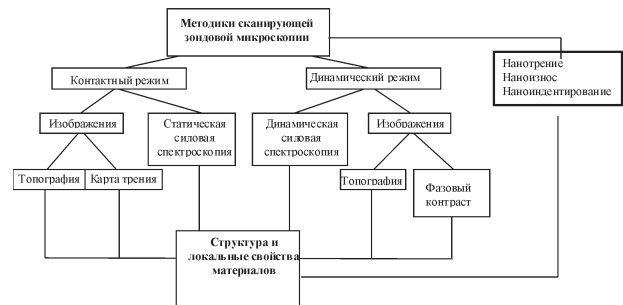 Методики сканирующей
зондовой микроскопии
Нанотрение
Наноизнос
Наноиндентирование
Контактный режим
Динамический режим
Изображения
Статическая
силовая
спектроскопия
Динамическая
силовая
спектроскопия
Изображения
Топография
Карта трения
Топография
Фазовый
контраст
Структура и
локальные свойства
материалов